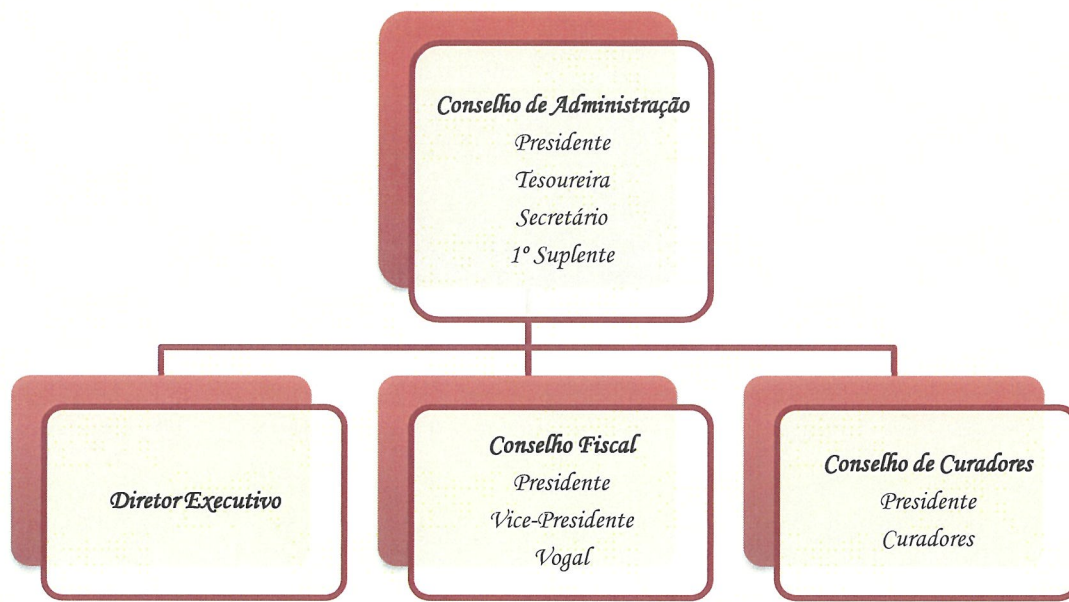 Conselho de Administração
Presidente
Tesoureira
Secretário
1º Suplente
Diretor Executivo
Conselho Fiscal
Presidente
Vice-Presidente
Vogal
Conselho de Curadores
Presidente
Curadores